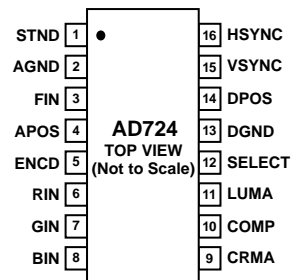 STND 1 16 HSYNC
AGND 2 15 VSYNC
FIN 3 14 DPOS
APOS 4 AD724 13 DGND
ENCD 5 TOP VIEW (Not to Scale) 12 SELECT
RIN 6 11 LUMA
GIN 7 10 COMP
BIN 8 9 CRMA